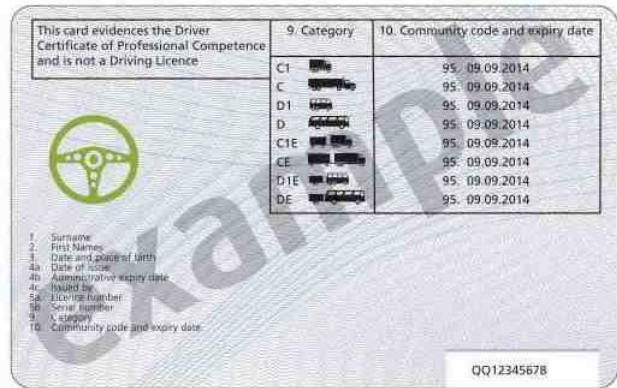 This card evidences the Driver
Certificate of Professional Competence
and is not a Driving Licence
9. Category 10. Community code and expiry date
C1 95. 09.09.2014
C 95. 09.09.2014
D1 95. 09.09.2014
D 95. 09.09.2014
C1E 95. 09.09.2014
CE 95. 09.09.2014
D1E 95. 09.09.2014
DE 95. 09.09.2014
1. Surname
2. First Names
3. Date and place of birth
4a. Date of issue
4b. Administrative expiry date
4c. Issued by
5a. Licence number
5b. Serial number
9. Category
10. Community code and expiry date
example
QQ12345678